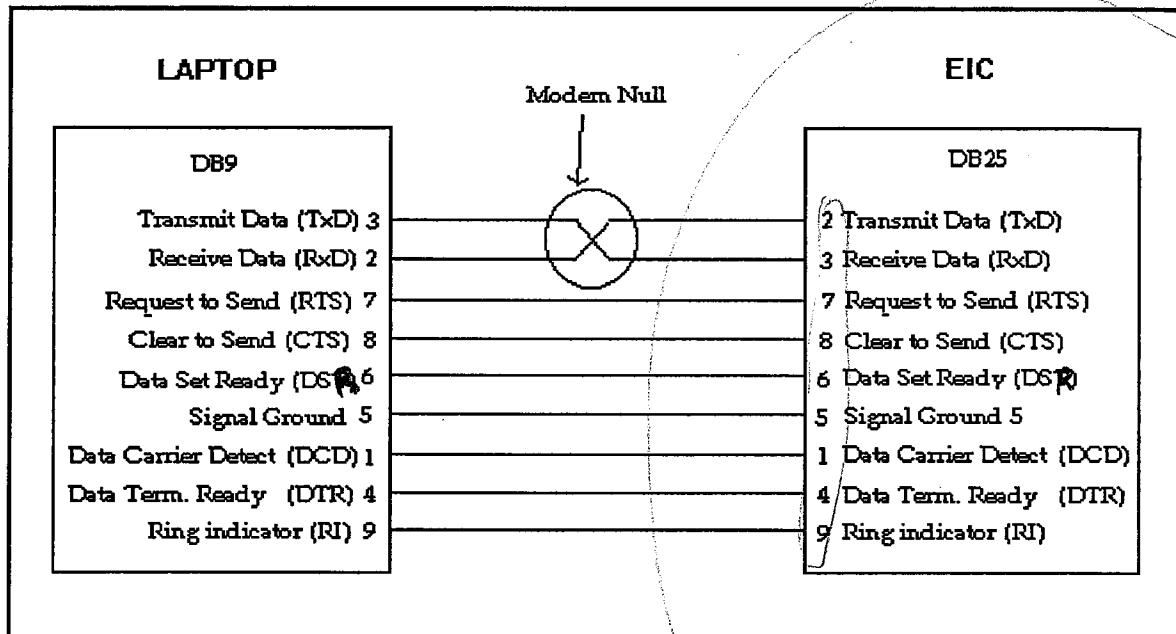 LAPTOP
EIC
Modem Null
DB9
DB25
Transmit Data (TxD) 3
2 Transmit Data (TxD)
Receive Data (RxD) 2
3 Receive Data (RxD)
Request to Send (RTS) 7
7 Request to Send (RTS)
Clear to Send (CTS) 8
8 Clear to Send (CTS)
Data Set Ready (DSR) 6
6 Data Set Ready (DSR)
Signal Ground 5
5 Signal Ground 5
Data Carrier Detect (DCD) 1
1 Data Carrier Detect (DCD)
Data Term. Ready (DTR) 4
4 Data Term. Ready (DTR)
Ring indicator (RI) 9
9 Ring indicator (RI)